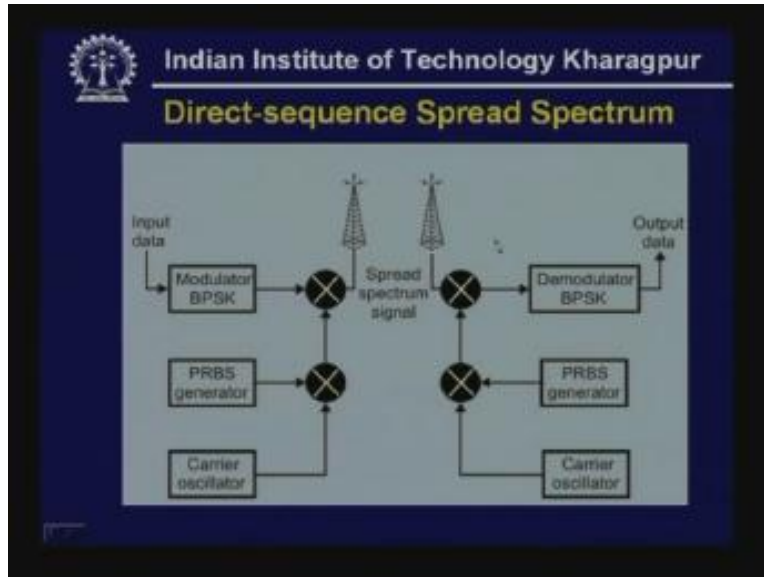 Indian Institute of Technology Kharagpur
Direct-sequence Spread Spectrum
Input
data
Output
data
Modulator
BPSK
Spread
spectrum
signal
Demodulator
BPSK
PRBS
generator
PRBS
generator
Carrier
oscillator
Carrier
oscillator